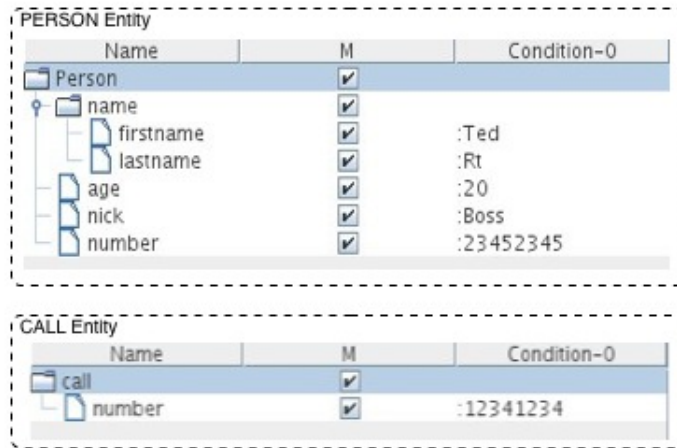 PERSON Entity
Name M Condition-0
Person
name
firstname :Ted
lastname :Rt
age :20
nick :Boss
number :23452345
CALL Entity
Name M Condition-0
call
number :12341234